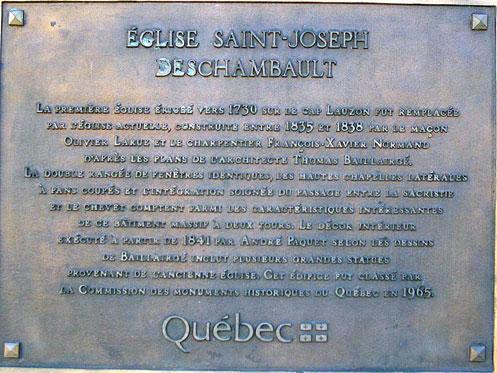 ÉGLISE SAINT-JOSEPH
DESCHAMBAULT
LA PREMIÈRE ÉGLISE ÉRIGÉE VERS 1730 SUR LE CAP LAUZON FUT REMPLACÉE
PAR L'ÉGLISE ACTUELLE, CONSTRUITE ENTRE 1835 ET 1838 PAR LE MAÇON
OLIVIER LARUE ET LE CHARPENTIER FRANÇOIS-XAVIER NORMAND
D'APRÈS LES PLANS DE L'ARCHITECTE THOMAS BAILLAIRGÉ.
LA DOUBLE RANGÉE DE FENÊTRES IDENTIQUES, LES HAUTES CHAPELLES LATÉRALES
À PANS COUPÉS ET L'INTÉGRATION SOIGNÉE DU PASSAGE ENTRE LA SACRISTIE
ET LE CHEVET COMPTENT PARMI LES CARACTÉRISTIQUES INTÉRESSANTES
DE CE BÂTIMENT MASSIF À DEUX TOURS. LE DÉCOR INTÉRIEUR
EXÉCUTÉ À PARTIR DE 1841 PAR ANDRÉ PAQUET SELON LES DESSINS
DE BAILLAIRGÉ INCLUT PLUSIEURS GRANDES STATUES
PROVENANT DE L'ANCIENNE ÉGLISE. CET ÉDIFICE FUT CLASSÉ PAR
LA COMMISSION DES MONUMENTS HISTORIQUES DU QUÉBEC EN 1965.
Québec